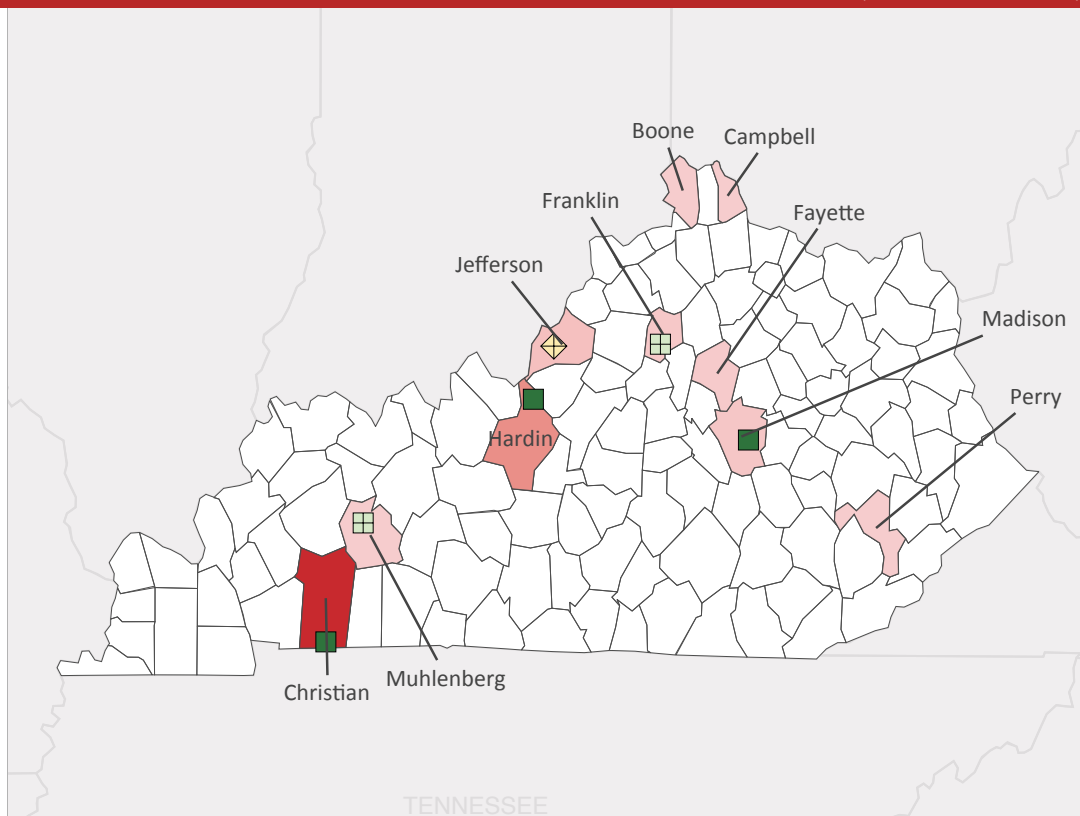 Boone
Campbell
Franklin
Fayette
Jefferson
Madison
Perry
Hardin
Muhlenberg
Christian
TENNESSEE